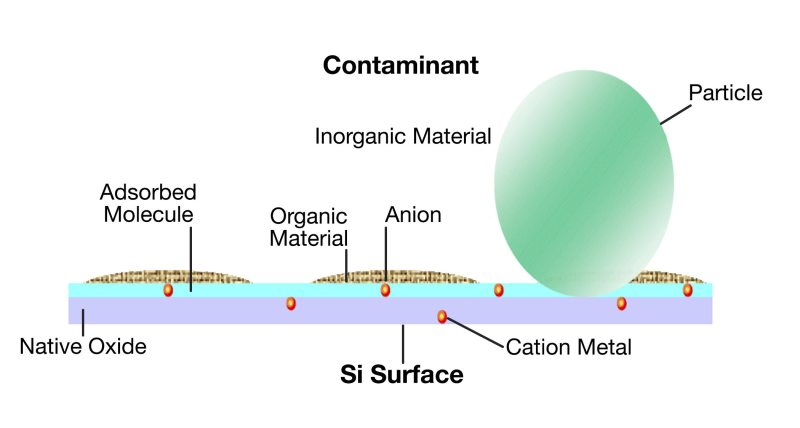 Contaminant
Particle
Inorganic Material
Adsorbed
Molecule
Organic
Material
Anion
Native Oxide
Cation Metal
Si Surface